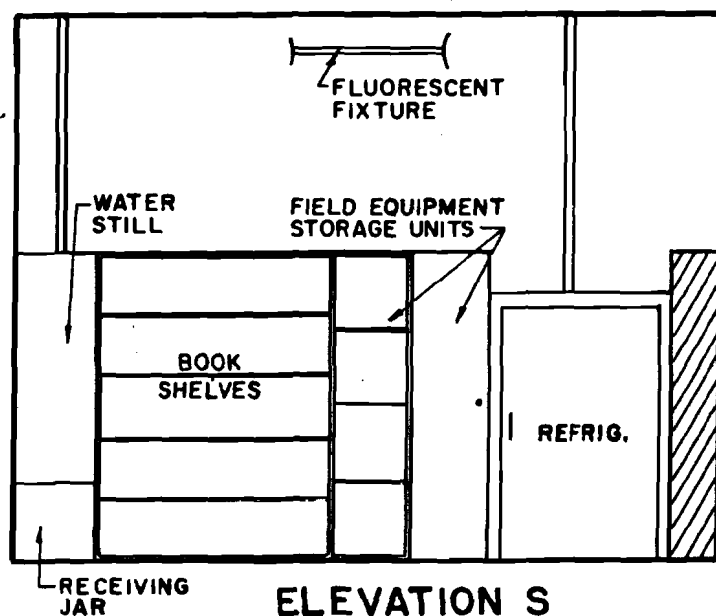 FLUORESCENT
FIXTURE
WATER
STILL
FIELD EQUIPMENT
STORAGE UNITS
BOOK
SHELVES
REFRIG.
RECEIVING
JAR
ELEVATION S